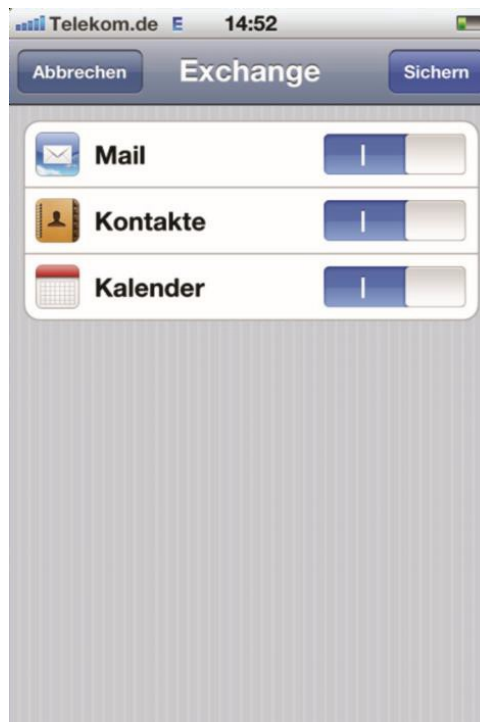 Telekom.de E 14:52
Abbrechen Exchange Sichern
Mail
Kontakte
Kalender